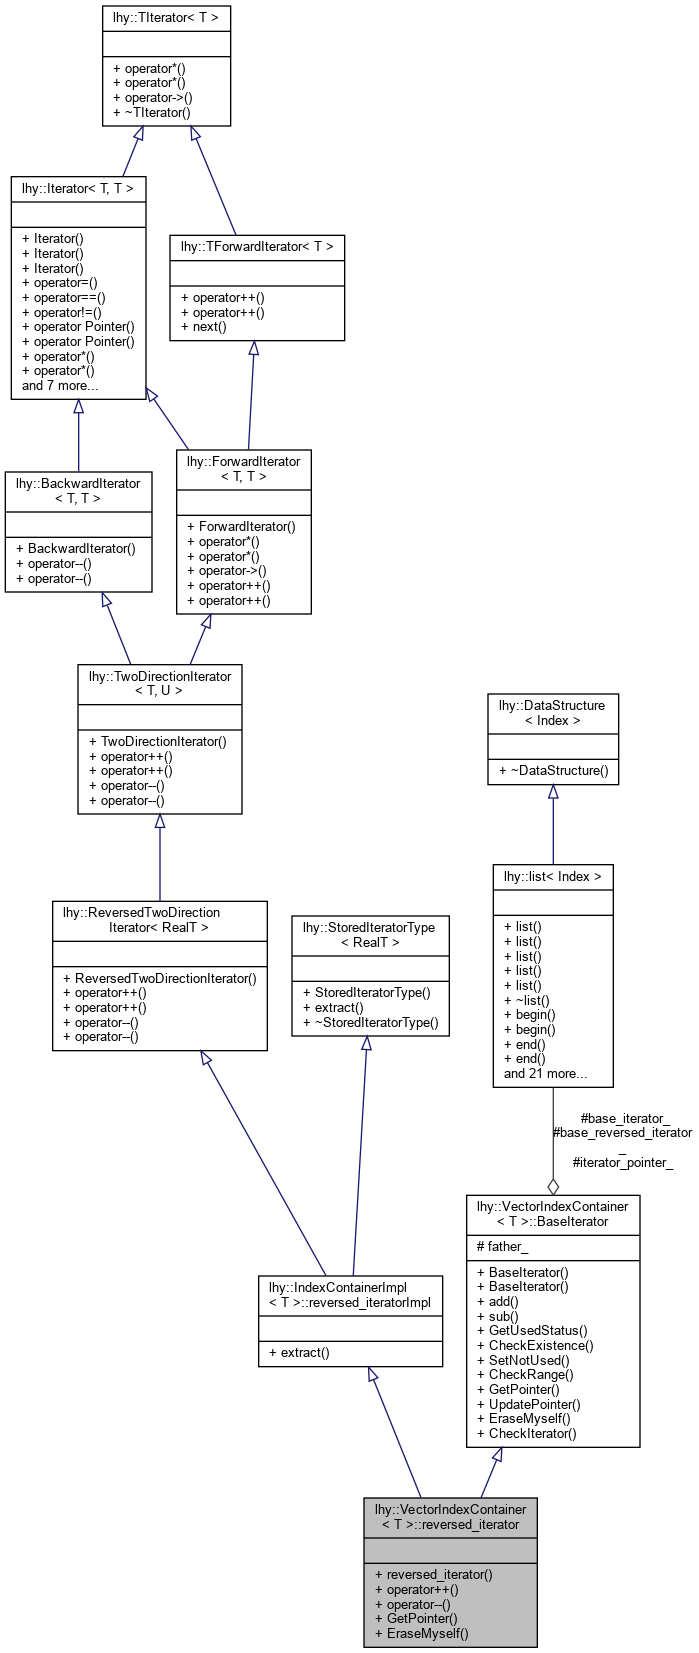 lhy::TIterator< T >
+ operator*()
+ operator*()
+ operator->()
+ ~TIterator()
lhy::Iterator< T, T >
+ Iterator()
+ Iterator()
+ Iterator()
+ operator=()
+ operator==()
+ operator!=()
+ operator Pointer()
+ operator Pointer()
+ operator*()
+ operator*()
and 7 more...
lhy::TForwardIterator< T >
+ operator++()
+ operator++()
+ next()
lhy::ForwardIterator
< T, T >
+ ForwardIterator()
+ operator*()
+ operator*()
+ operator->()
+ operator++()
+ operator++()
lhy::BackwardIterator
< T, T >
+ BackwardIterator()
+ operator--()
+ operator--()
lhy::TwoDirectionIterator
< T, U >
+ TwoDirectionIterator()
+ operator++()
+ operator++()
+ operator--()
+ operator--()
lhy::DataStructure
< Index >
+ ~DataStructure()
lhy::list< Index >
+ list()
+ list()
+ list()
+ list()
+ list()
+ ~list()
+ begin()
+ begin()
+ end()
+ end()
and 21 more...
lhy::ReversedTwoDirection
Iterator< RealT >
+ ReversedTwoDirectionIterator()
+ operator++()
+ operator++()
+ operator--()
+ operator--()
lhy::StoredIteratorType
< RealT >
+ StoredIteratorType()
+ extract()
+ ~StoredIteratorType()
#base_iterator_
#base_reversed_iterator
_
#iterator_pointer_
lhy::VectorIndexContainer
< T >::BaseIterator
# father_
+ BaseIterator()
+ BaseIterator()
+ add()
+ sub()
+ GetUsedStatus()
+ CheckExistence()
+ SetNotUsed()
+ CheckRange()
+ GetPointer()
+ UpdatePointer()
+ EraseMyself()
+ CheckIterator()
lhy::IndexContainerImpl
< T >::reversed_iteratorImpl
+ extract()
lhy::VectorIndexContainer
< T >::reversed_iterator
+ reversed_iterator()
+ operator++()
+ operator--()
+ GetPointer()
+ EraseMyself()